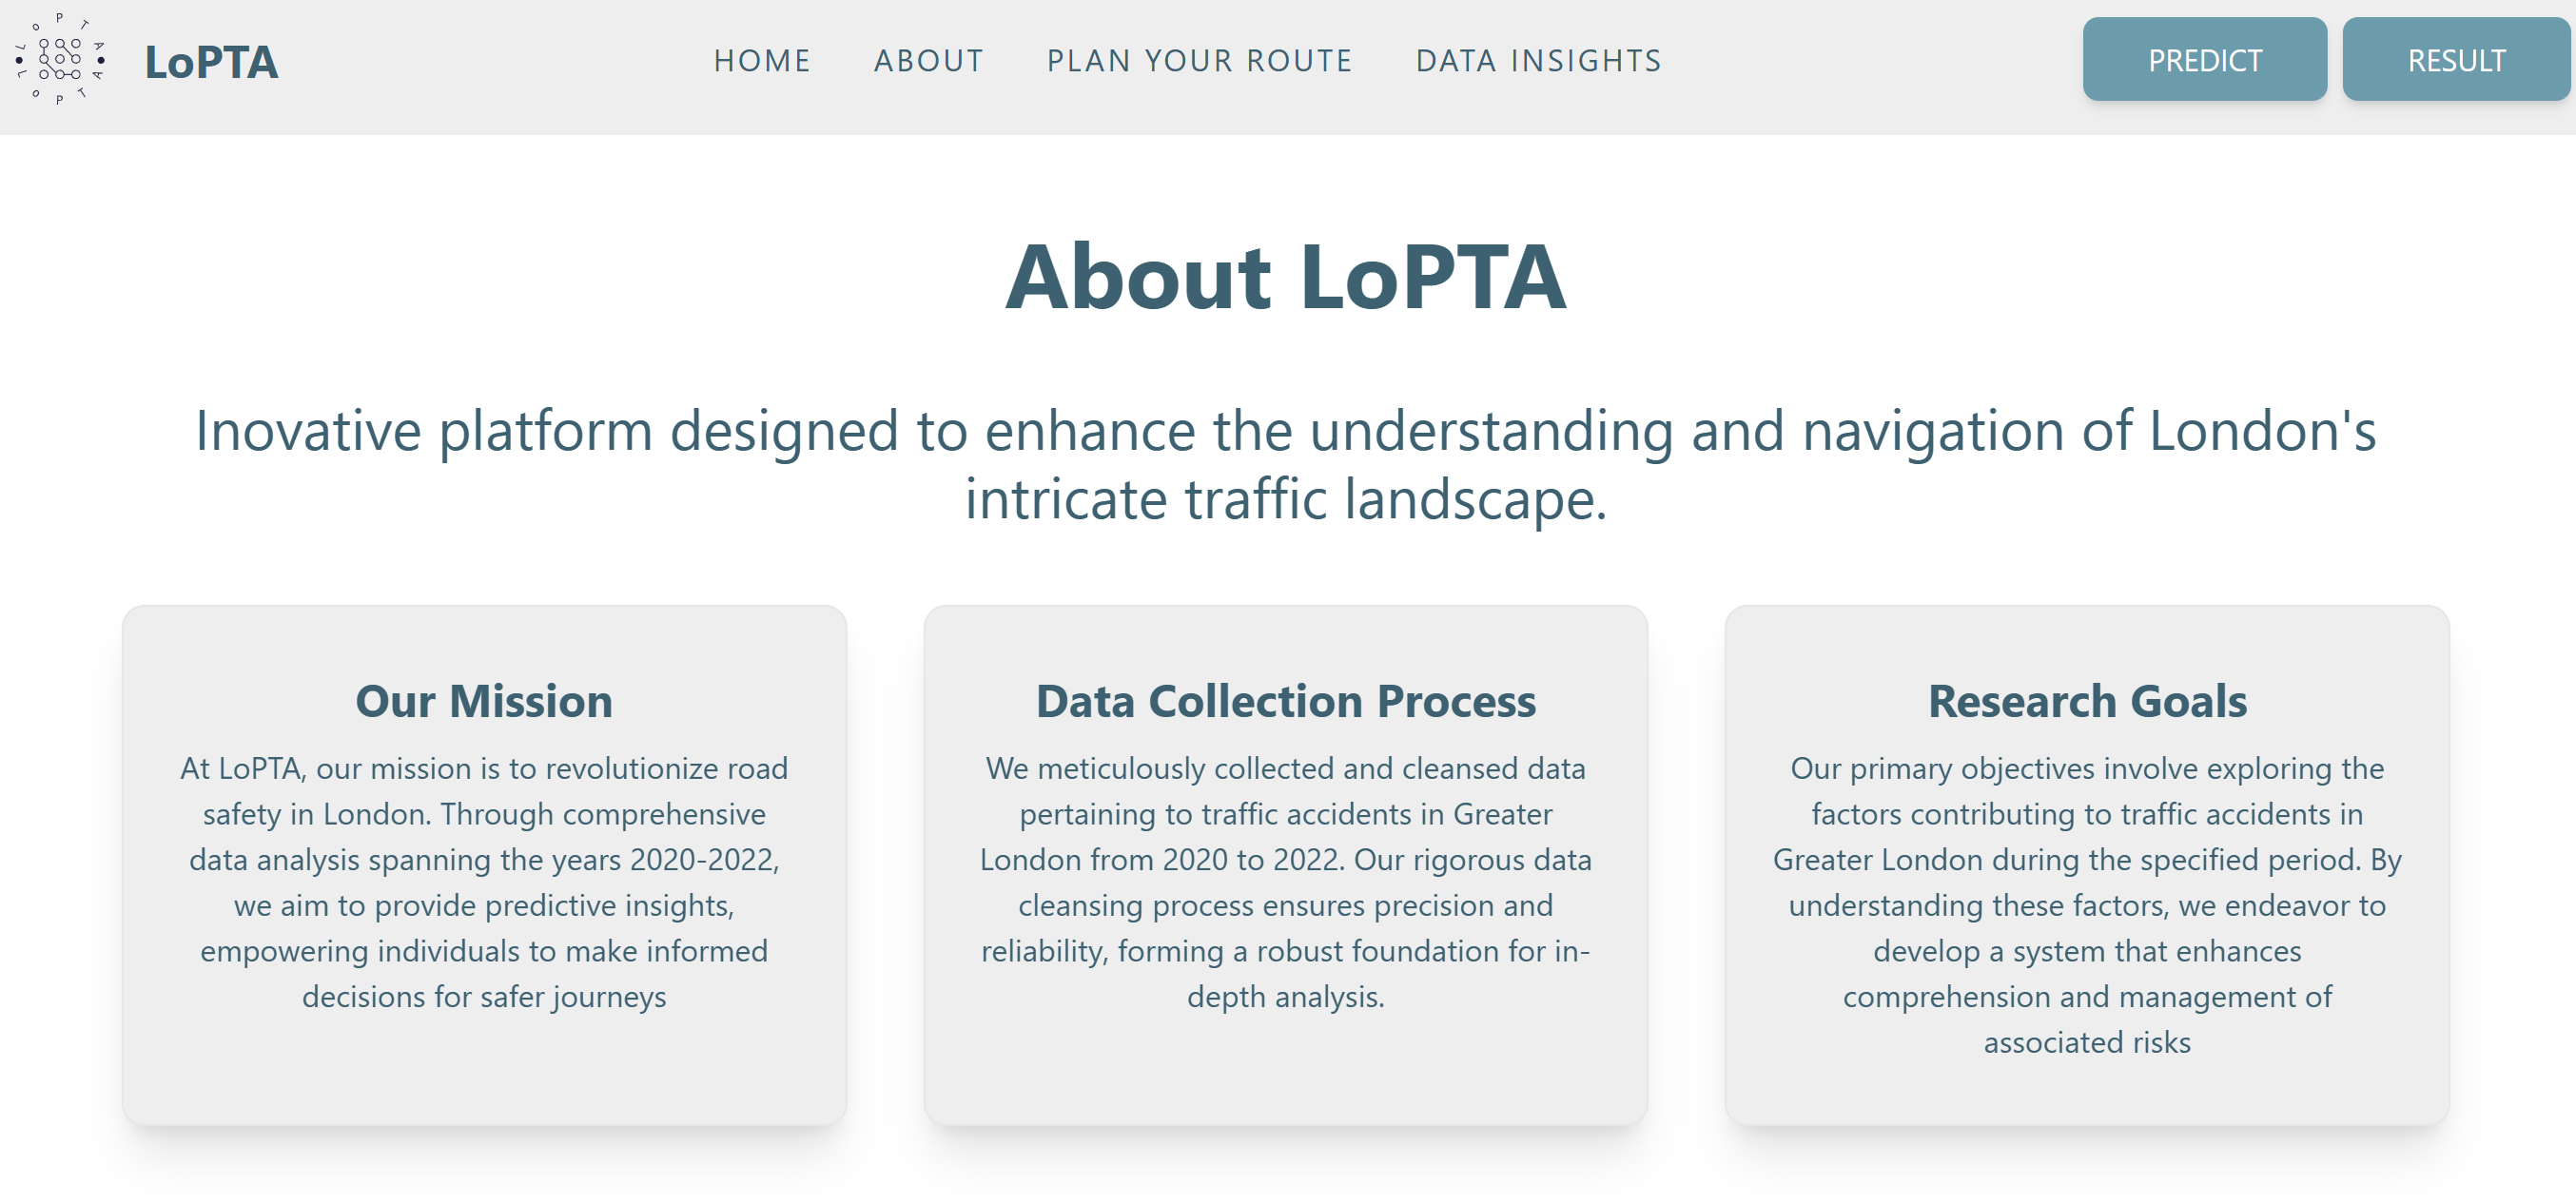 L o P T A
L o P T A
LoPTA
HOME ABOUT PLAN YOUR ROUTE DATA INSIGHTS
PREDICT RESULT
About LoPTA
Inovative platform designed to enhance the understanding and navigation of London's
intricate traffic landscape.
Our Mission
At LoPTA, our mission is to revolutionize road
safety in London. Through comprehensive
data analysis spanning the years 2020-2022,
we aim to provide predictive insights,
empowering individuals to make informed
decisions for safer journeys
Data Collection Process
We meticulously collected and cleansed data
pertaining to traffic accidents in Greater
London from 2020 to 2022. Our rigorous data
cleansing process ensures precision and
reliability, forming a robust foundation for in-
depth analysis.
Research Goals
Our primary objectives involve exploring the
factors contributing to traffic accidents in
Greater London during the specified period. By
understanding these factors, we endeavor to
develop a system that enhances
comprehension and management of
associated risks